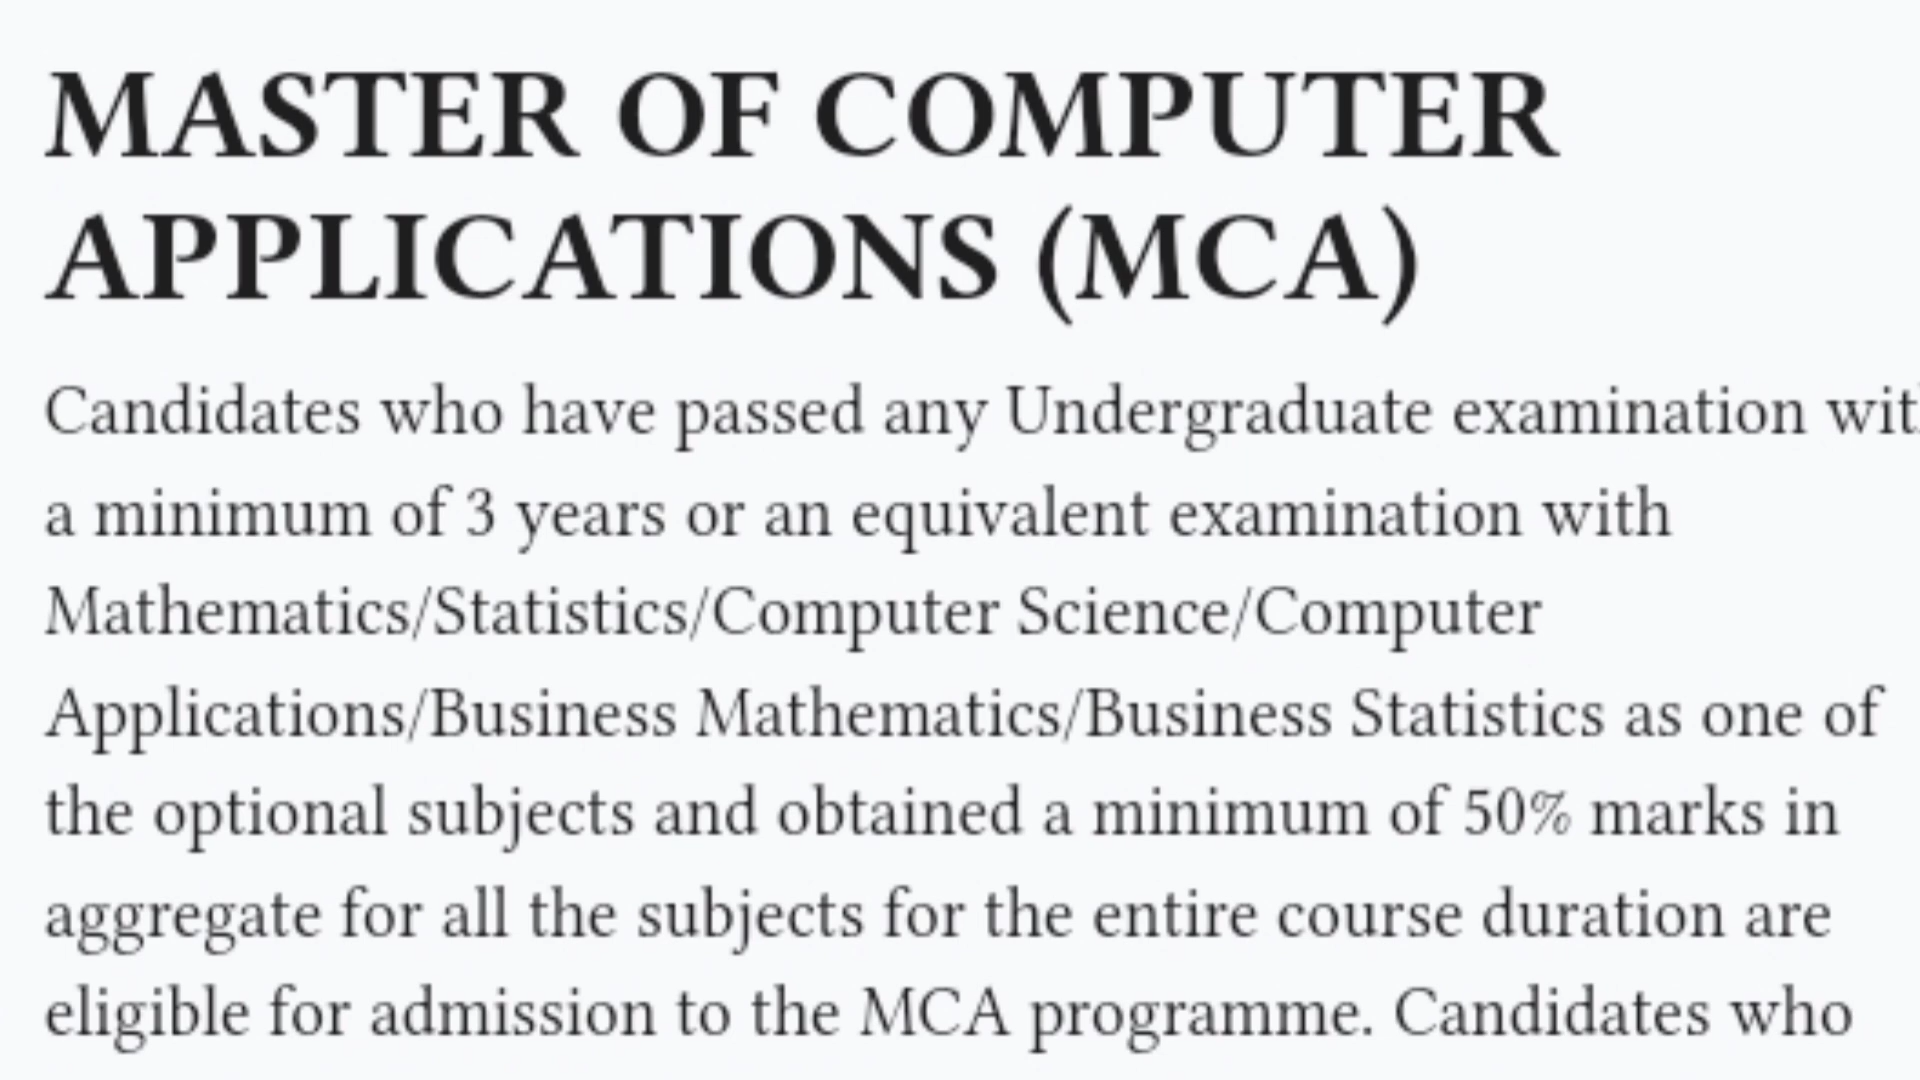 MASTER OF COMPUTER
APPLICATIONS (MCA)
Candidates who have passed any Undergraduate examination wit
a minimum of 3 years or an equivalent examination with
Mathematics/Statistics/Computer Science/Computer
Applications/Business Mathematics/Business Statistics as one of
the optional subjects and obtained a minimum of 50% marks in
aggregate for all the subjects for the entire course duration are
eligible for admission to the MCA programme. Candidates who